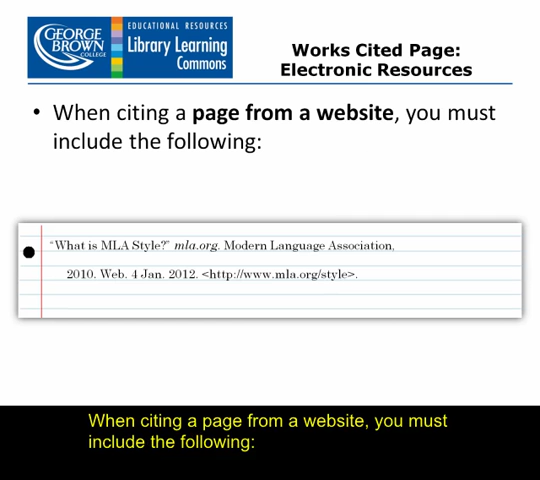 GEORGE
BROWN
COLLEGE
EDUCATIONAL RESOURCES
Library Learning
Commons
Works Cited Page:
Electronic Resources
• When citing a page from a website, you must
include the following:
“What is MLA Style?” mla.org. Modern Language Association,
2010. Web. 4 Jan. 2012. <http://www.mla.org/style>.
When citing a page from a website, you must
include the following: